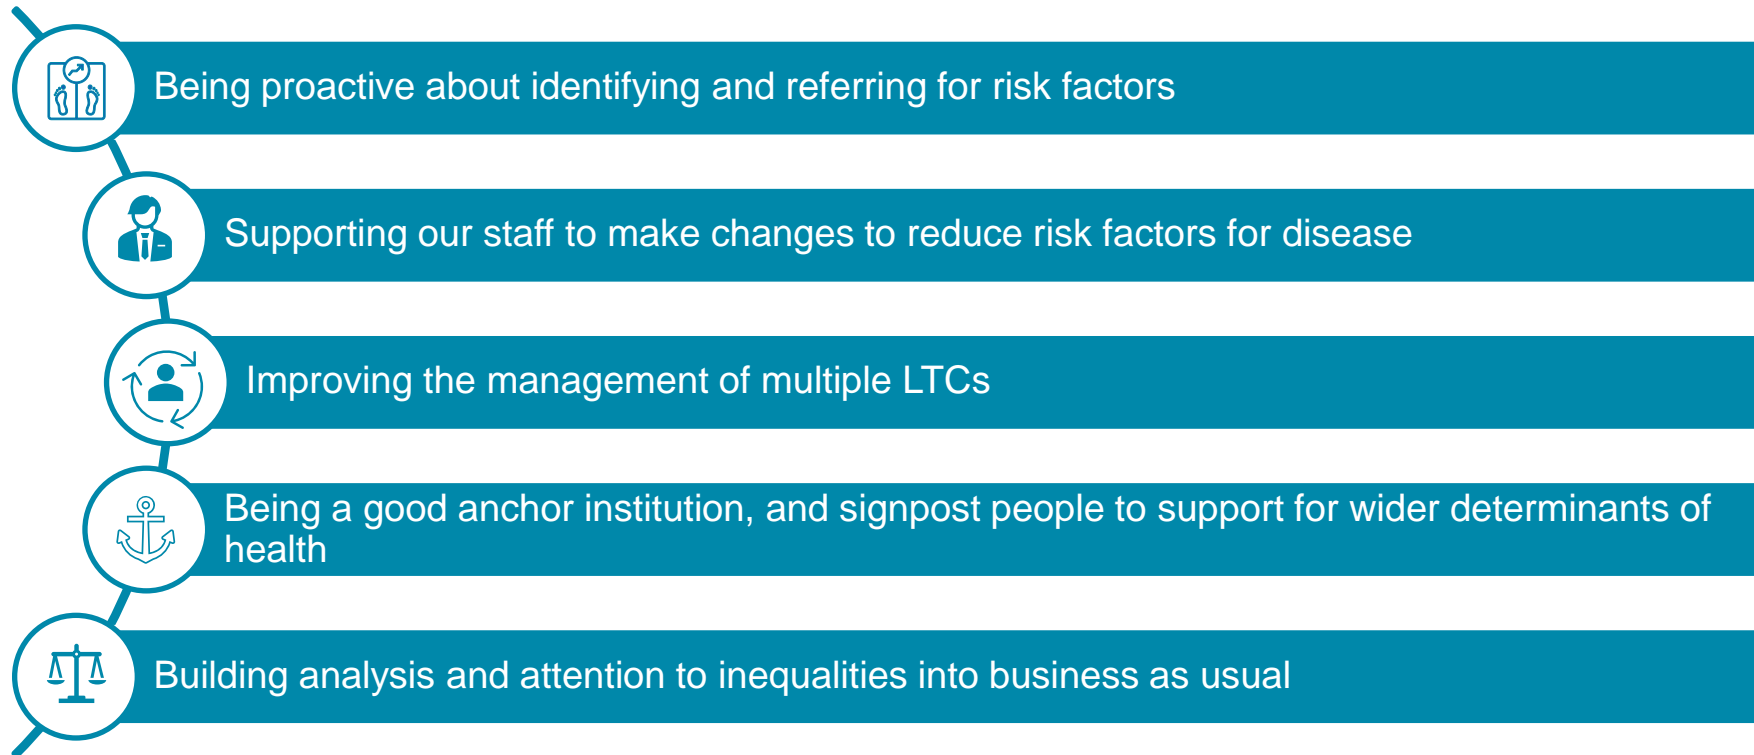 Being proactive about identifying and referring for risk factors
Supporting our staff to make changes to reduce risk factors for disease
Improving the management of multiple LTCs
Being a good anchor institution, and signpost people to support for wider determinants of
health
Building analysis and attention to inequalities into business as usual